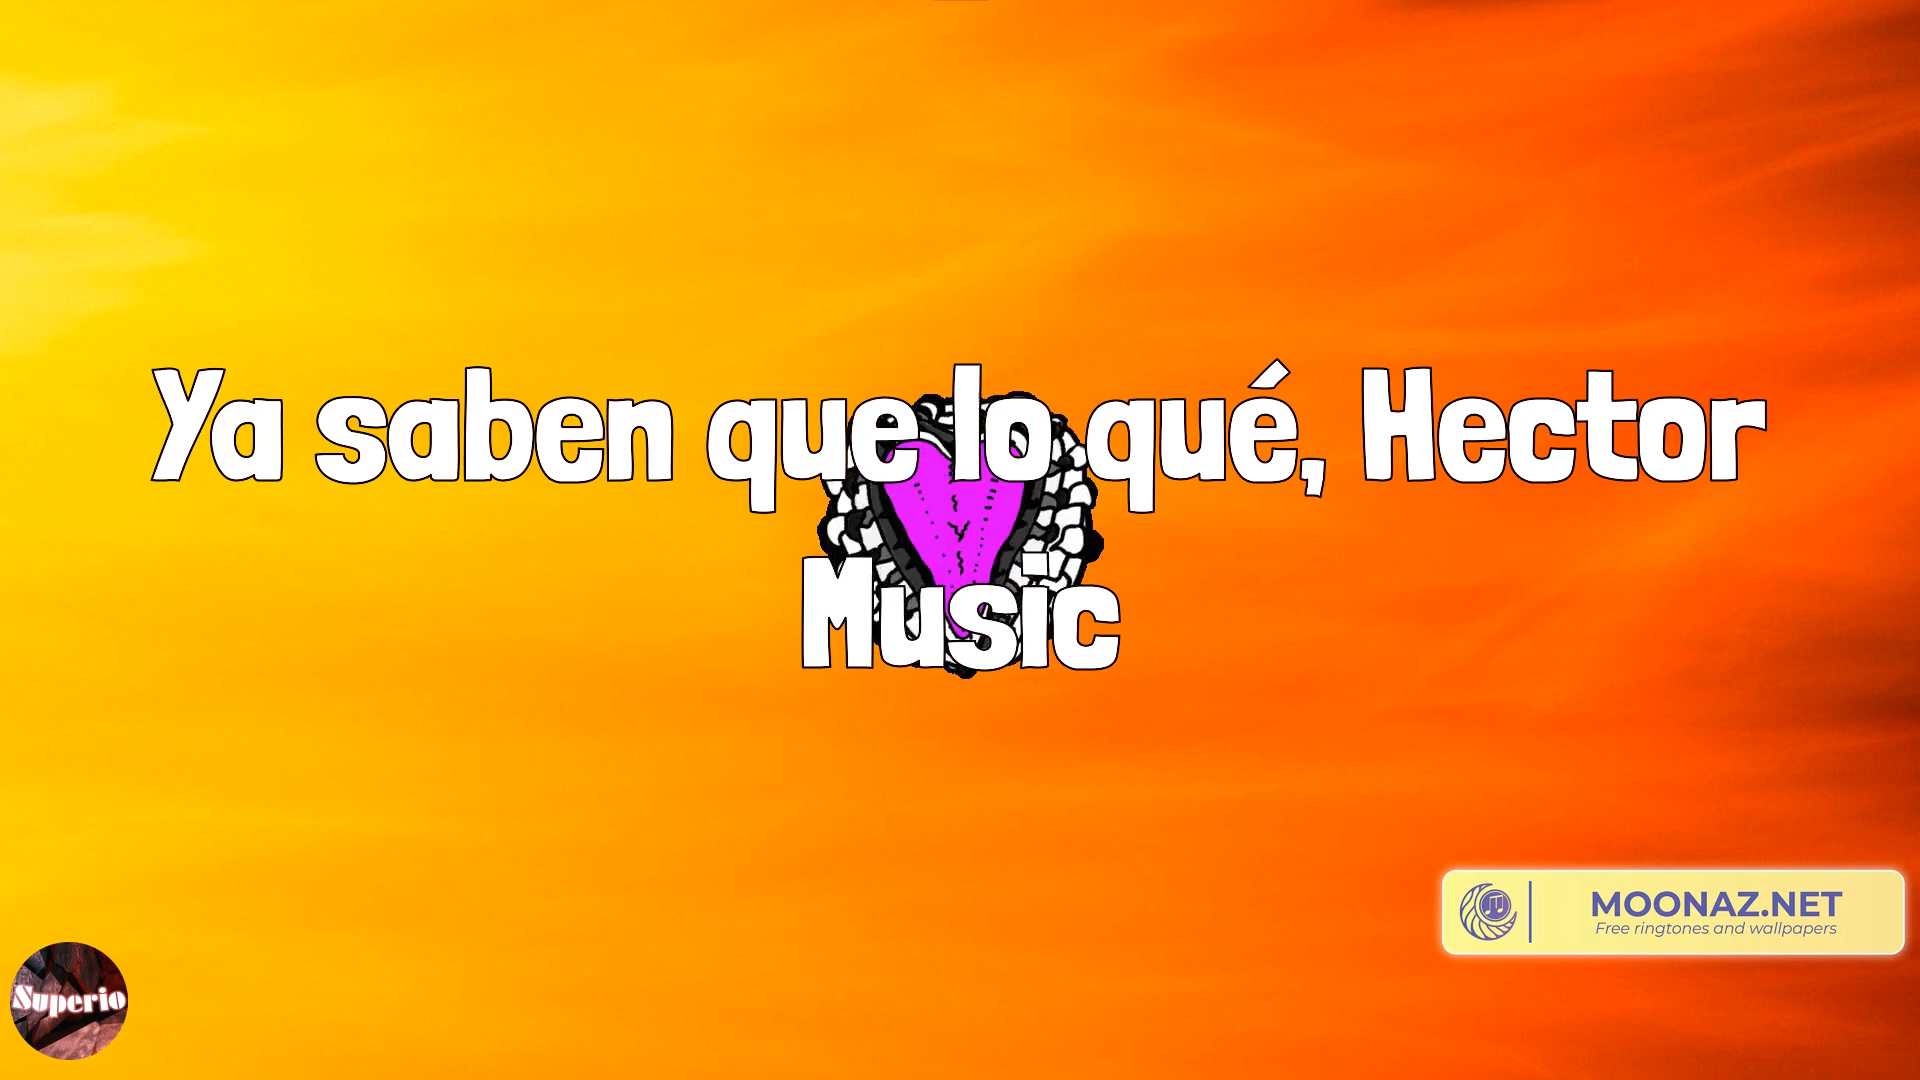 Ya saben que lo qué, Hector
Music
MOONAZ.NET
Free ringtones and wallpapers
Superio